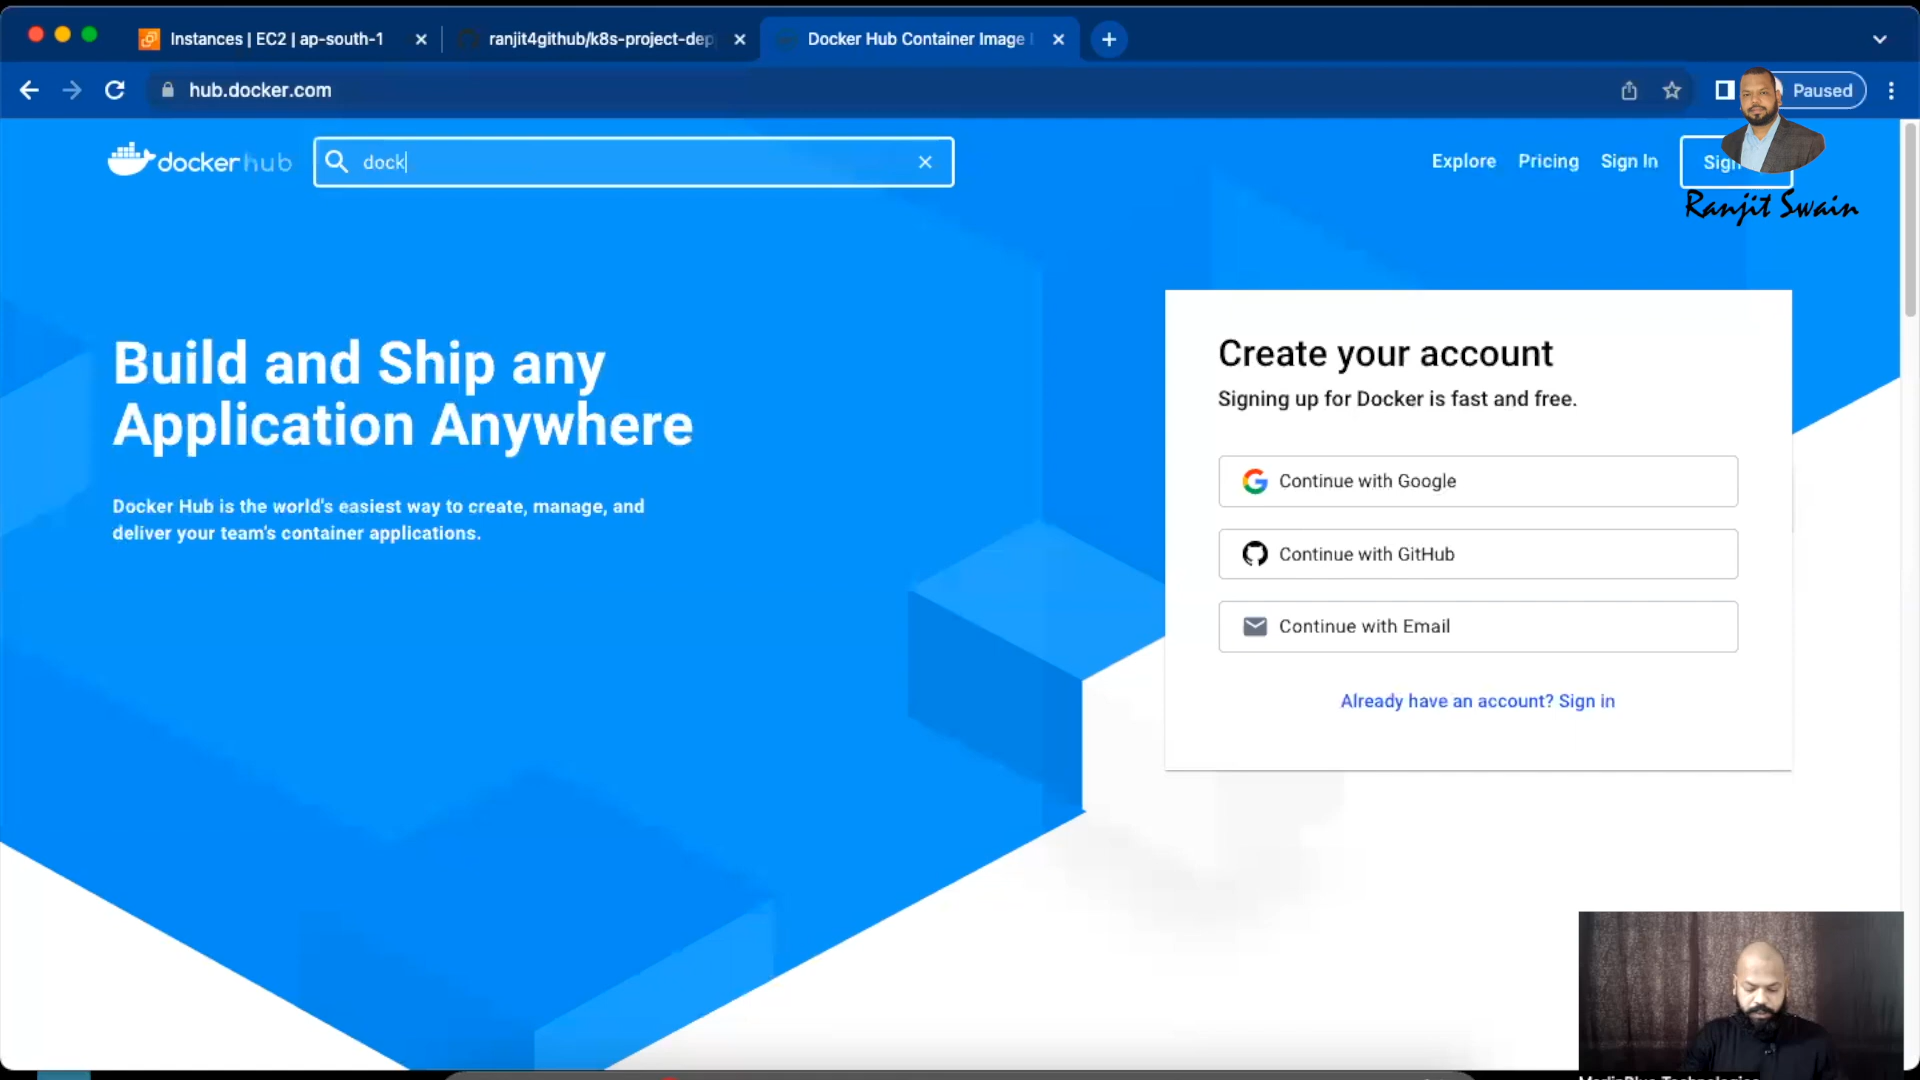 Instances | EC2 | ap-south-1
ranjit4github/k8s-project-dep
Docker Hub Container Image
hub.docker.com
Paused
dockerhub
dock
Explore
Pricing
Sign In
Sign
Ranjit Swain
Build and Ship any
Application Anywhere
Docker Hub is the world's easiest way to create, manage, and
deliver your team's container applications.
Create your account
Signing up for Docker is fast and free.
Continue with Google
Continue with GitHub
Continue with Email
Already have an account? Sign in